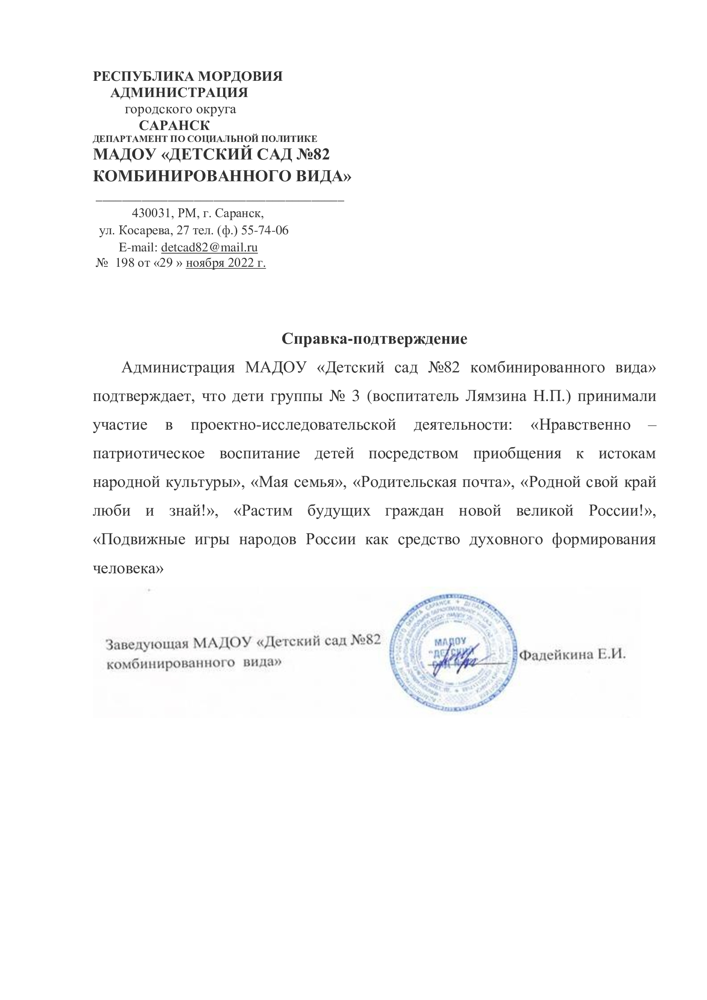 РЕСПУБЛИКА МОРДОВИЯ
АДМИНИСТРАЦИЯ
городского округа
САРАНСК
ДЕПАРТАМЕНТ ПО СОЦИАЛЬНОЙ ПОЛИТИКЕ
МАДОУ «ДЕТСКИЙ САД №82
КОМБИНИРОВАННОГО ВИДА»
430031, РМ, г. Саранск,
ул. Косарева, 27 тел. (ф.) 55-74-06
E-mail: detcad82@mail.ru
№ 198 от «29 » ноября 2022 г.
Справка-подтверждение
Администрация МАДОУ «Детский сад №82 комбинированного вида»
подтверждает, что дети группы № 3 (воспитатель Лямзина Н.П.) принимали
участие в проектно-исследовательской деятельности: «Нравственно –
патриотическое воспитание детей посредством приобщения к истокам
народной культуры», «Мая семья», «Родительская почта», «Родной свой край
люби и знай!», «Растим будущих граждан новой великой России!»,
«Подвижные игры народов России как средство духовного формирования
человека»
Заведующая МАДОУ «Детский сад №82
комбинированного вида»
МАДОУ
"ДЕТСКИЙ
САД
Фадейкина Е.И.